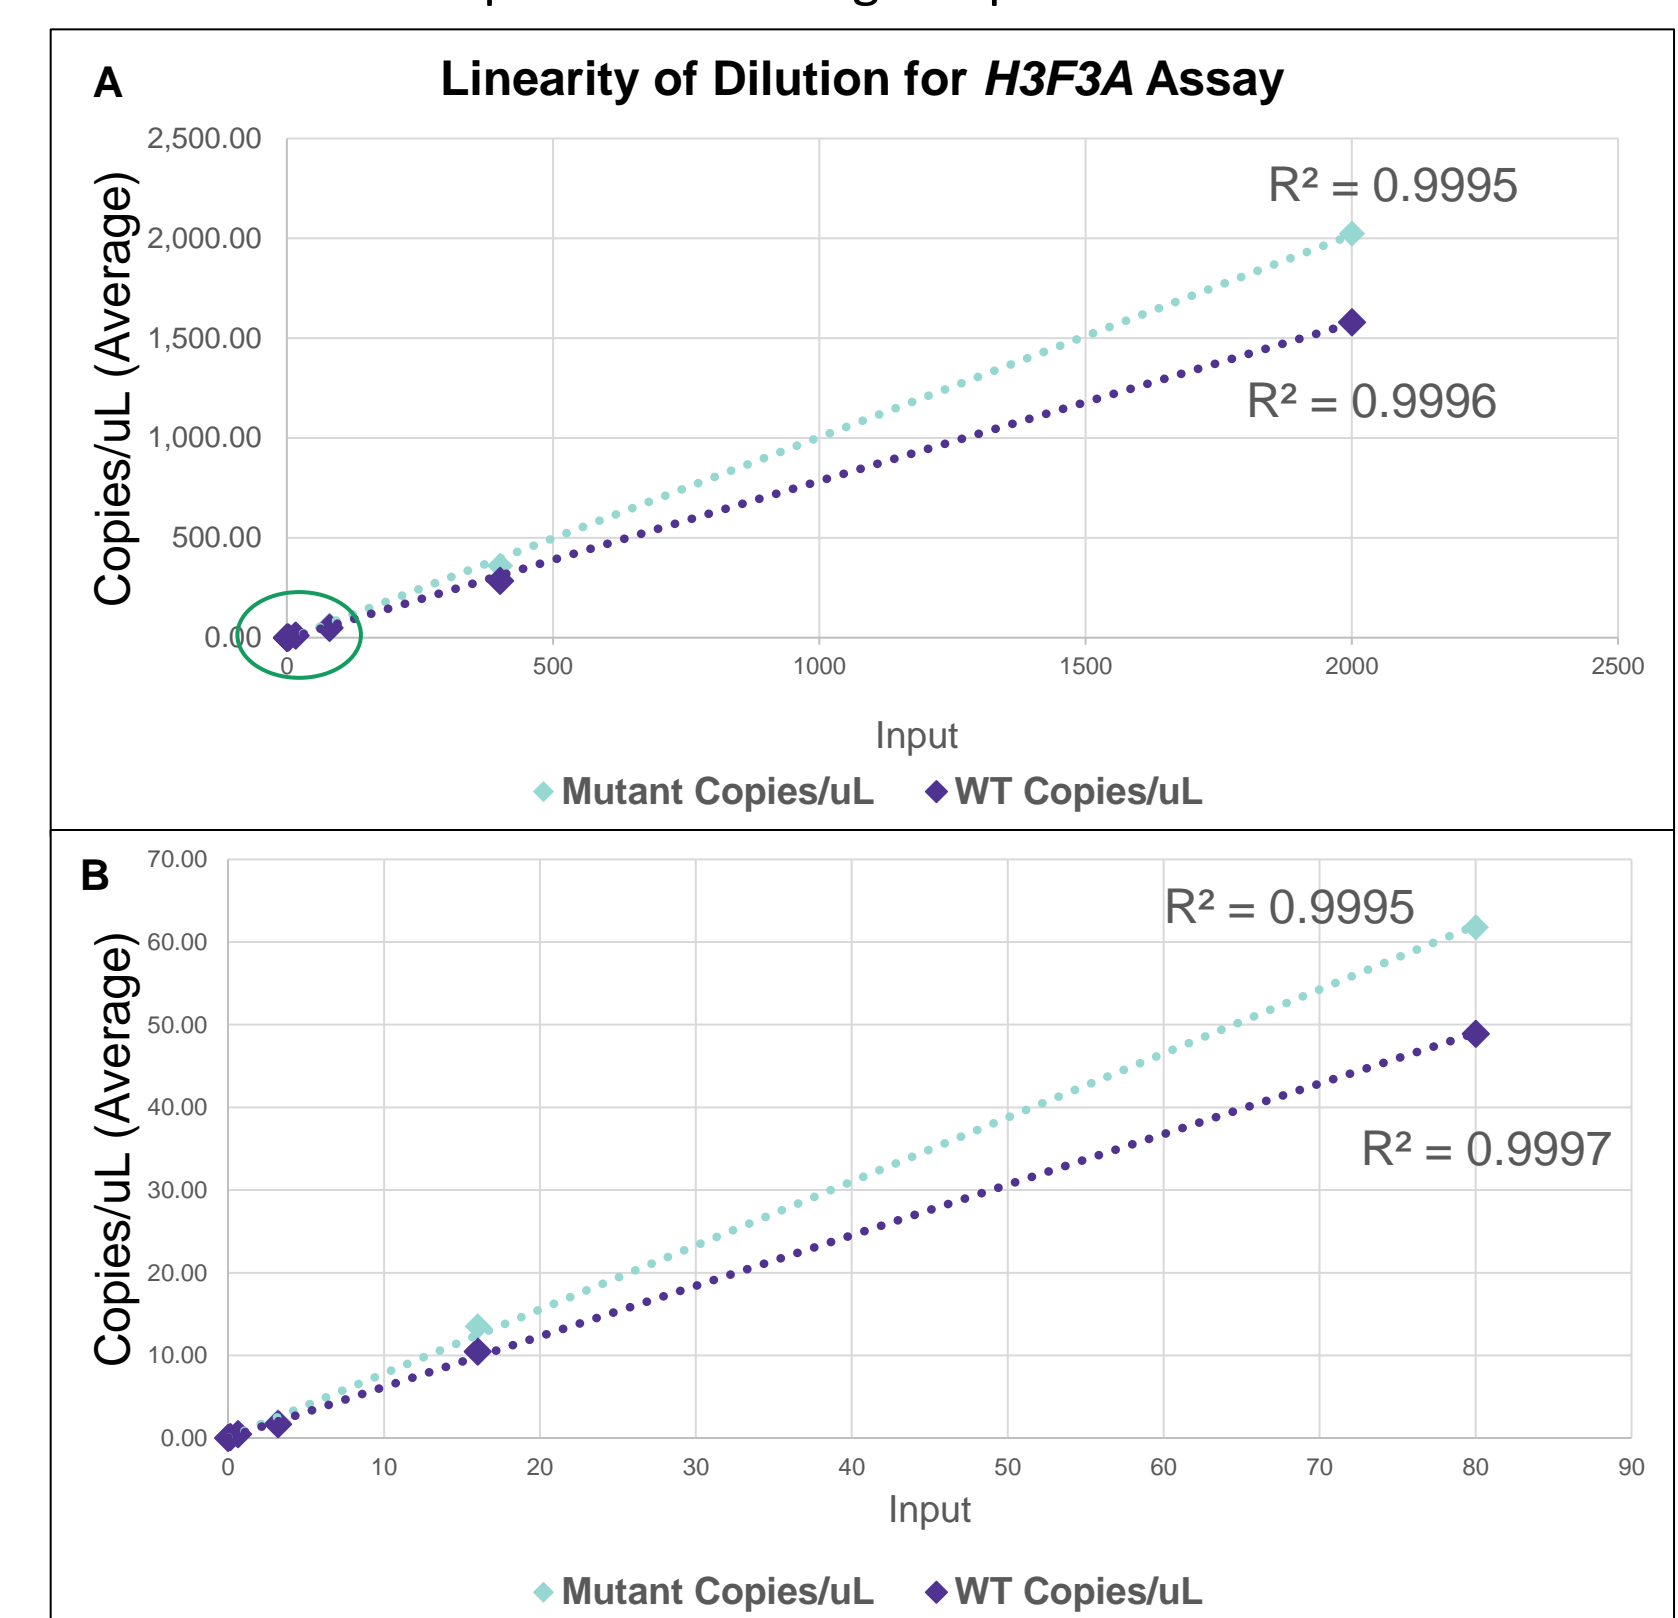 A
Linearity of Dilution for H3F3A Assay
Copies/uL (Average)
2,500.00
2,000.00
1,500.00
1,000.00
500.00
0.00
R² = 0.9995
R² = 0.9996
0 500 1000 1500 2000 2500
Input
Mutant Copies/uL WT Copies/uL
B
Copies/uL (Average)
70.00
60.00
50.00
40.00
30.00
20.00
10.00
0.00
R² = 0.9995
R² = 0.9997
0 10 20 30 40 50 60 70 80 90
Input
Mutant Copies/uL WT Copies/uL